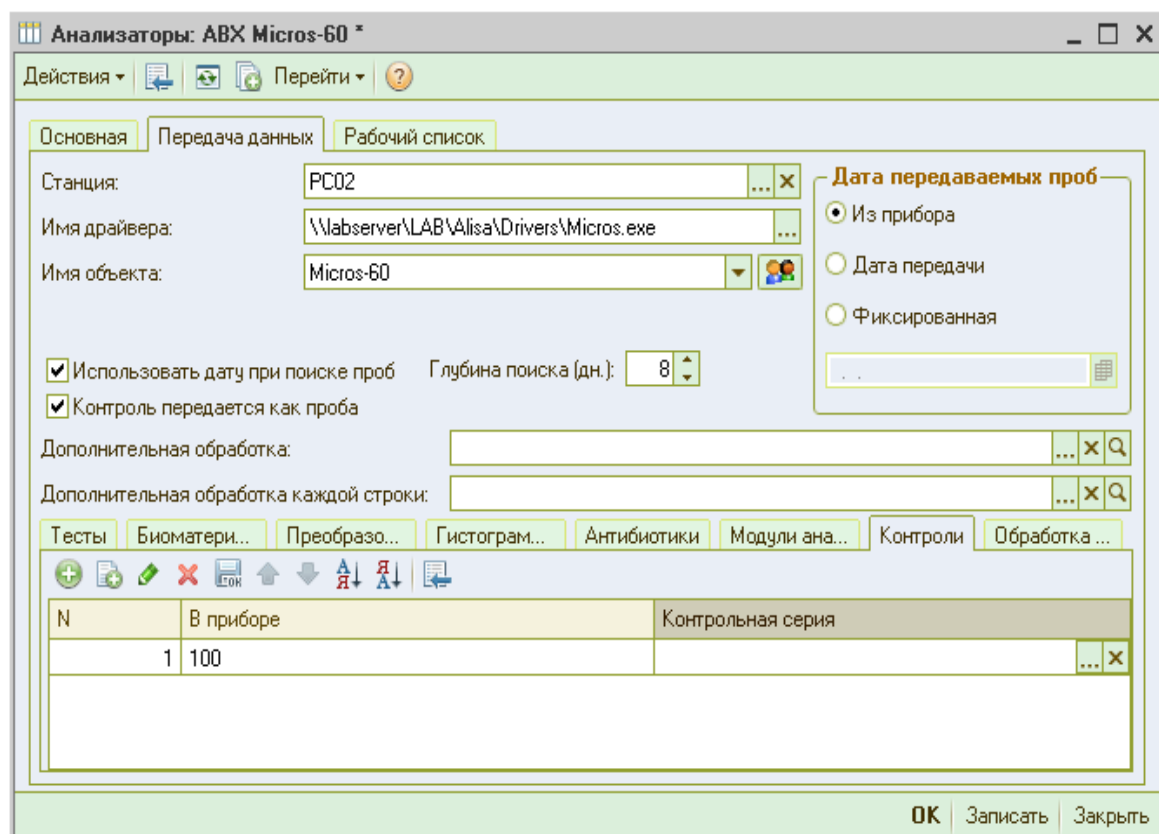 Анализаторы: ABX Micros-60 *
Действия Перейти
Основная Передача данных Рабочий список
Станция: PC02
Имя драйвера: \\labserver\LAB\Alisa\Drivers\Micros.exe
Имя объекта: Micros-60
Дата передаваемых проб
Из прибора
Дата передачи
Фиксированная
. .
Использовать дату при поиске проб Глубина поиска (дн.): 8
Контроль передается как проба
Дополнительная обработка:
Дополнительная обработка каждой строки:
Тесты Биоматери... Преобразо... Гистограм... Антибиотики Модули ана... Контроли Обработка ...
N В приборе Контрольная серия
1 100
OK Записать Закрыть